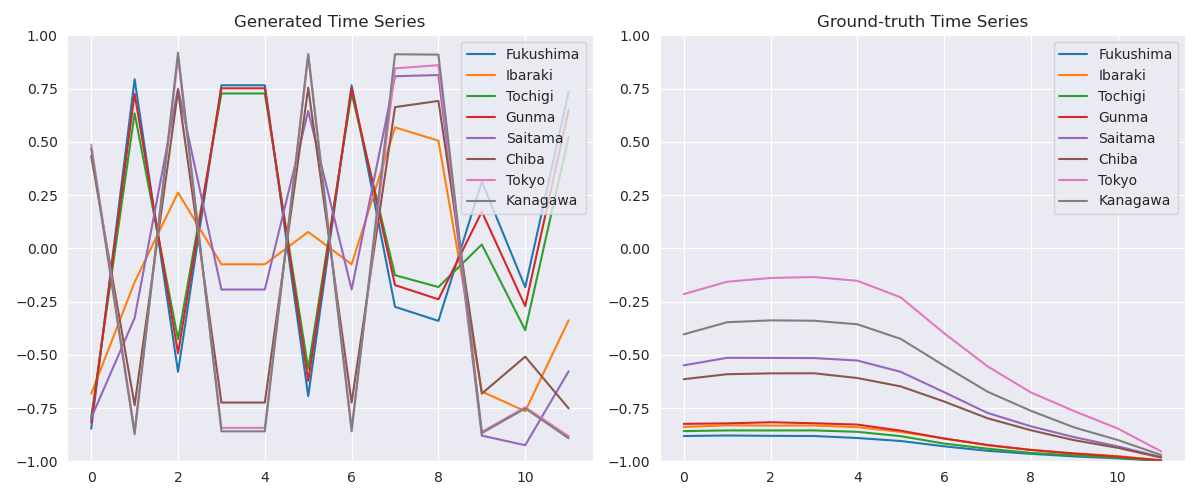 Generated Time Series
1.00
0.75
0.50
0.25
0.00
−0.25
−0.50
−0.75
−1.00
0 2 4 6 8 10
Fukushima
Ibaraki
Tochigi
Gunma
Saitama
Chiba
Tokyo
Kanagawa
Ground-truth Time Series
1.00
0.75
0.50
0.25
0.00
−0.25
−0.50
−0.75
−1.00
0 2 4 6 8 10
Fukushima
Ibaraki
Tochigi
Gunma
Saitama
Chiba
Tokyo
Kanagawa